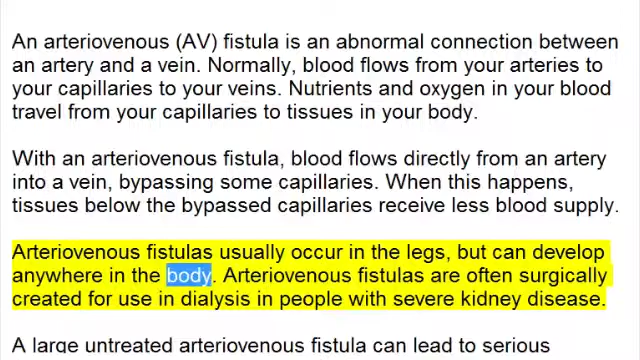 An arteriovenous (AV) fistula is an abnormal connection between
an artery and a vein. Normally, blood flows from your arteries to
your capillaries to your veins. Nutrients and oxygen in your blood
travel from your capillaries to tissues in your body.
With an arteriovenous fistula, blood flows directly from an artery
into a vein, bypassing some capillaries. When this happens,
tissues below the bypassed capillaries receive less blood supply.
Arteriovenous fistulas usually occur in the legs, but can develop
anywhere in the body. Arteriovenous fistulas are often surgically
created for use in dialysis in people with severe kidney disease.
A large untreated arteriovenous fistula can lead to serious